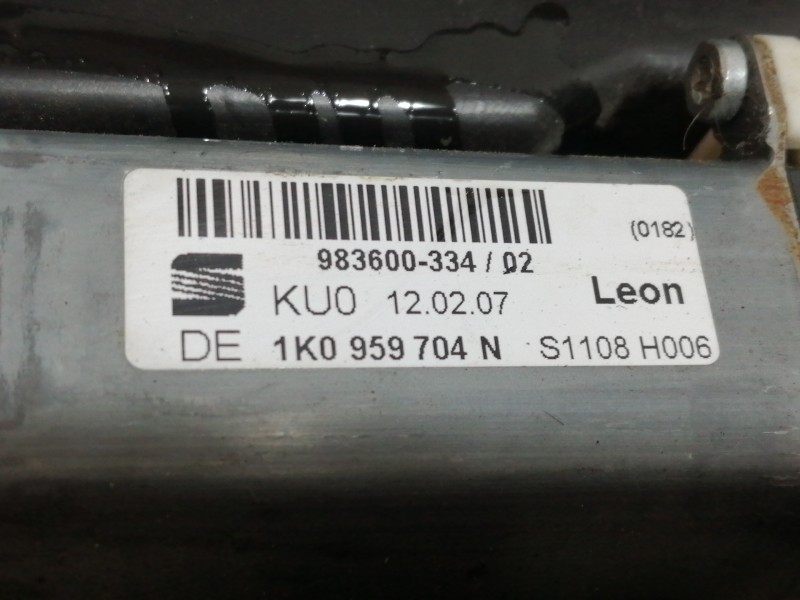 (0182)
983600-334 / 02
KU0 12.02.07 Leon
DE 1K0 959 704 N S1108 H006